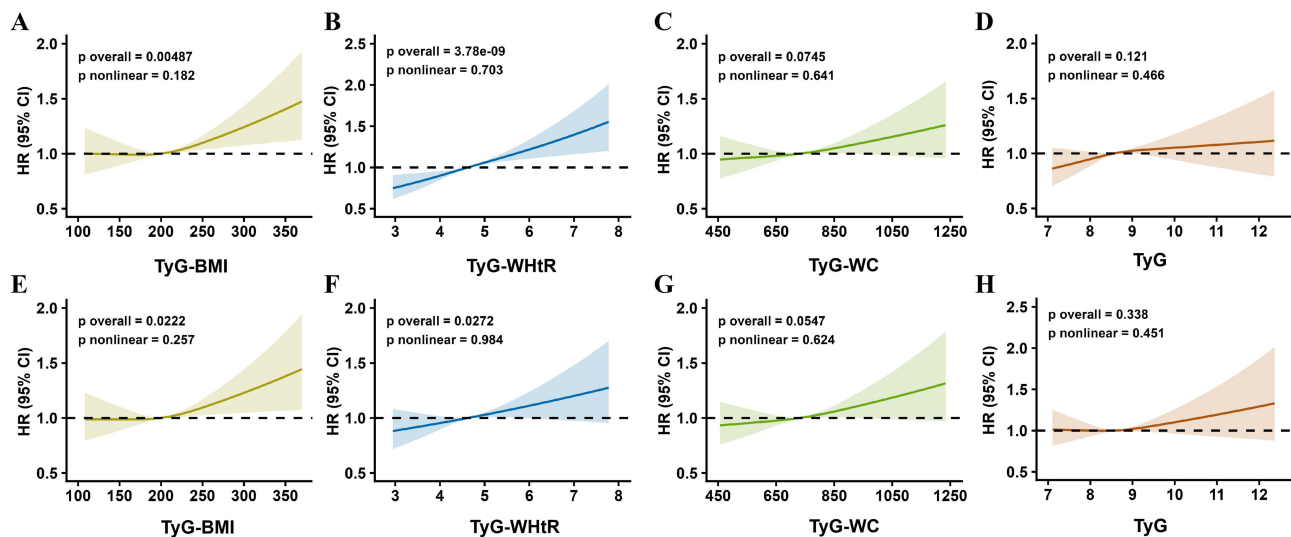 A
HR (95% CI)
2.0
1.5
1.0
0.5
p overall = 0.00487
p nonlinear = 0.182
100 150 200 250 300 350
TyG-BMI
B
HR (95% CI)
2.5
2.0
1.5
1.0
0.5
p overall = 3.78e-09
p nonlinear = 0.703
3 4 5 6 7 8
TyG-WHtR
C
HR (95% CI)
2.0
1.5
1.0
0.5
p overall = 0.0745
p nonlinear = 0.641
450 650 850 1050 1250
TyG-WC
D
HR (95% CI)
2.0
1.5
1.0
0.5
p overall = 0.121
p nonlinear = 0.466
7 8 9 10 11 12
TyG
E
HR (95% CI)
2.0
1.5
1.0
0.5
p overall = 0.0222
p nonlinear = 0.257
100 150 200 250 300 350
TyG-BMI
F
HR (95% CI)
2.0
1.5
1.0
0.5
p overall = 0.0272
p nonlinear = 0.984
3 4 5 6 7 8
TyG-WHtR
G
HR (95% CI)
2.0
1.5
1.0
0.5
p overall = 0.0547
p nonlinear = 0.624
450 650 850 1050 1250
TyG-WC
H
HR (95% CI)
2.5
2.0
1.5
1.0
0.5
p overall = 0.338
p nonlinear = 0.451
7 8 9 10 11 12
TyG